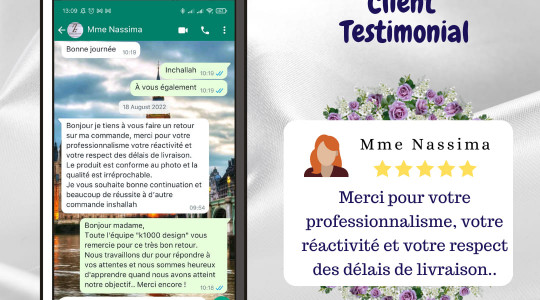 13:09
Mme Nassima
Bonne journée
10:19
Inchallah
10:19
À vous également
10:19
18 August 2022
Bonjour je tiens à vous faire un retour
sur ma commande, merci pour votre
professionnalisme votre réactivité et
votre respect des délais de livraison.
Le produit est conforme au photo et la
qualité est irréprochable.
Je vous souhaite bonne continuation et
beaucoup de réussite à d'autre
commande inshallah
09:54
Bonjour madame,
Toute l'équipe "k1000 design" vous
remercie pour ce très bon retour.
Nous travaillons dur pour répondre à
vos attentes et nous sommes heureux
d'apprendre quand nous avons atteint
notre objectif.. Merci encore !
Client
Testimonial
Mme Nassima
Merci pour votre
professionnalisme, votre
réactivité et votre respect
des délais de livraison..